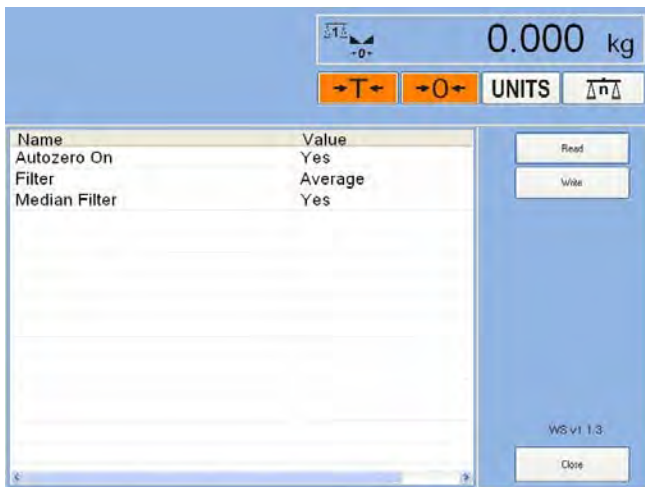 1
→0←
0.000 kg
→T← →0← UNITS n
Name Value
Autozero On Yes
Filter Average
Median Filter Yes
Read
Write
WS v1.1.3
Close